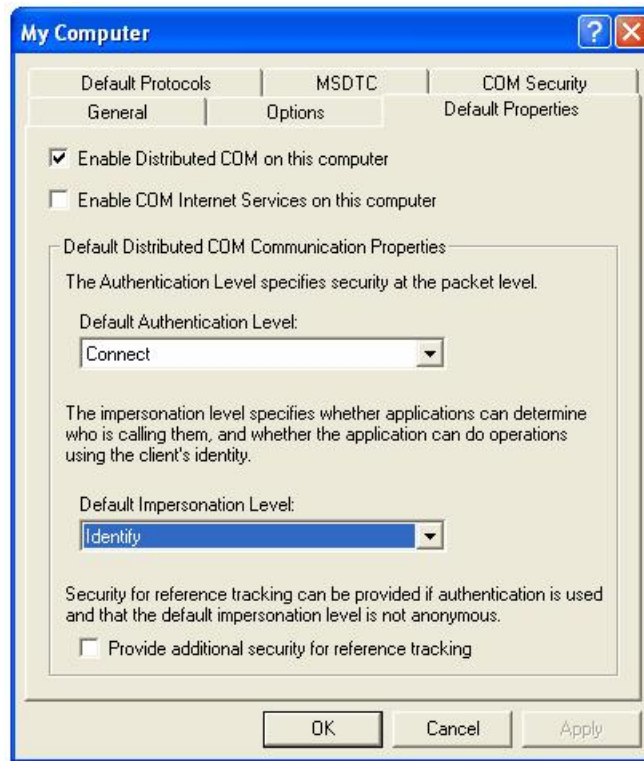 My Computer
Default Protocols MSDTC COM Security
General Options Default Properties
Enable Distributed COM on this computer
Enable COM Internet Services on this computer
Default Distributed COM Communication Properties
The Authentication Level specifies security at the packet level.
Default Authentication Level:
Connect
The impersonation level specifies whether applications can determine
who is calling them, and whether the application can do operations
using the client's identity.
Default Impersonation Level:
Identify
Security for reference tracking can be provided if authentication is used
and that the default impersonation level is not anonymous.
Provide additional security for reference tracking
OK Cancel Apply